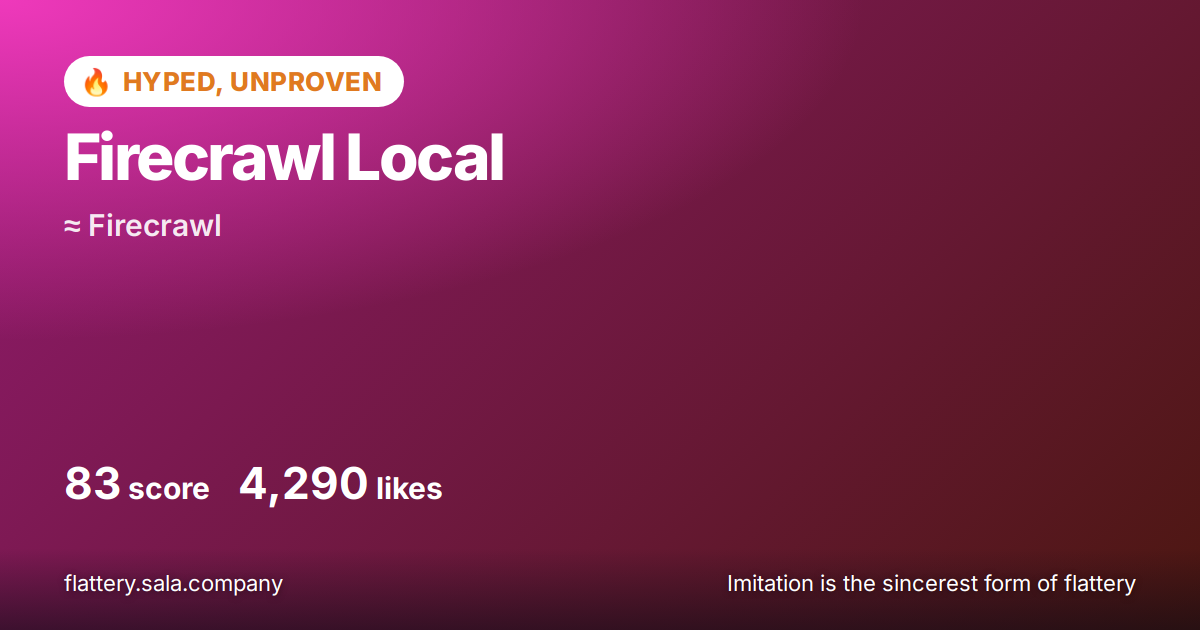 🔥 HYPED, UNPROVEN
Firecrawl Local
≈ Firecrawl
83 score 4,290 likes
flattery.sala.company
Imitation is the sincerest form of flattery